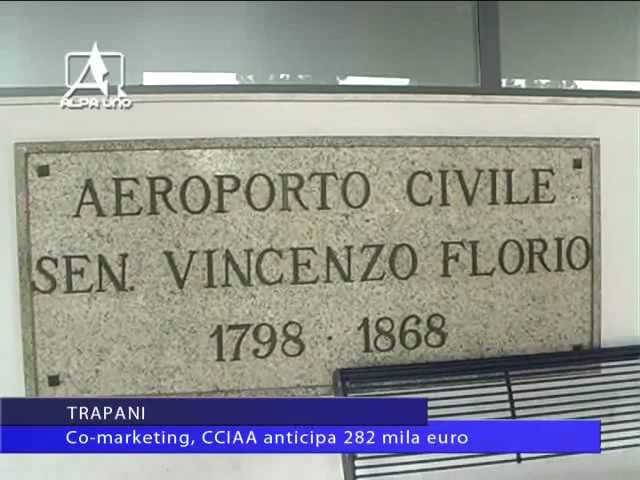 ALPA UNO
AEROPORTO CIVILE
SEN. VINCENZO FLORIO
1798 · 1868
TRAPANI
Co-marketing, CCIAA anticipa 282 mila euro